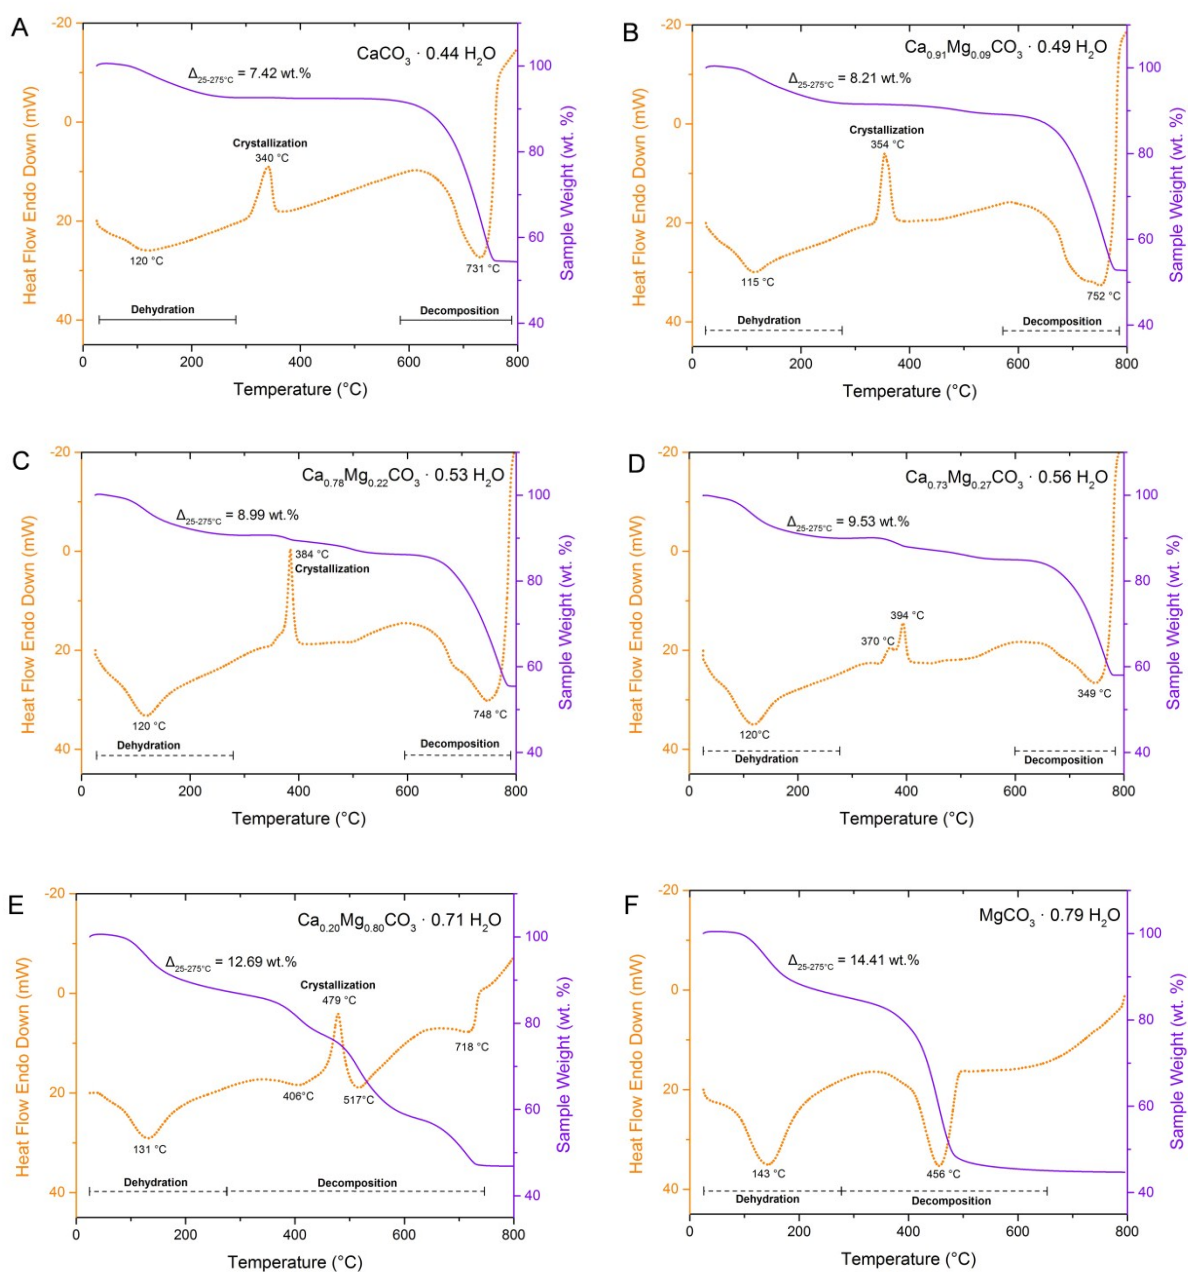 A
CaCO₃ · 0.44 H₂O
Δ₂₅₋₂₇₅°C = 7.42 wt.%
Crystallization
340 °C
120 °C
731 °C
Dehydration
Decomposition
-20
0
20
40
100
80
60
40
0
200
400
600
800
Heat Flow Endo Down (mW)
Sample Weight (wt. %)
Temperature (°C)
B
Ca₀.₉₁Mg₀.₀₉CO₃ · 0.49 H₂O
Δ₂₅₋₂₇₅°C = 8.21 wt.%
Crystallization
354 °C
115 °C
752 °C
Dehydration
Decomposition
-20
0
20
40
100
80
60
40
0
200
400
600
800
Heat Flow Endo Down (mW)
Sample Weight (wt. %)
Temperature (°C)
C
Ca₀.₇₈Mg₀.₂₂CO₃ · 0.53 H₂O
Δ₂₅₋₂₇₅°C = 8.99 wt.%
384 °C
Crystallization
120 °C
748 °C
Dehydration
Decomposition
-20
0
20
40
100
80
60
40
0
200
400
600
800
Heat Flow Endo Down (mW)
Sample Weight (wt. %)
Temperature (°C)
D
Ca₀.₇₃Mg₀.₂₇CO₃ · 0.56 H₂O
Δ₂₅₋₂₇₅°C = 9.53 wt.%
394 °C
370 °C
120°C
349 °C
Dehydration
Decomposition
-20
0
20
40
100
80
60
40
0
200
400
600
800
Heat Flow Endo Down (mW)
Sample Weight (wt. %)
Temperature (°C)
E
Ca₀.₂₀Mg₀.₈₀CO₃ · 0.71 H₂O
Δ₂₅₋₂₇₅°C = 12.69 wt.%
Crystallization
479 °C
718 °C
406°C
517°C
131 °C
Dehydration
Decomposition
-20
0
20
40
100
80
60
40
0
200
400
600
800
Heat Flow Endo Down (mW)
Sample Weight (wt. %)
Temperature (°C)
F
MgCO₃ · 0.79 H₂O
Δ₂₅₋₂₇₅°C = 14.41 wt.%
143 °C
456 °C
Dehydration
Decomposition
-20
0
20
40
100
80
60
40
0
200
400
600
800
Heat Flow Endo Down (mW)
Sample Weight (wt. %)
Temperature (°C)